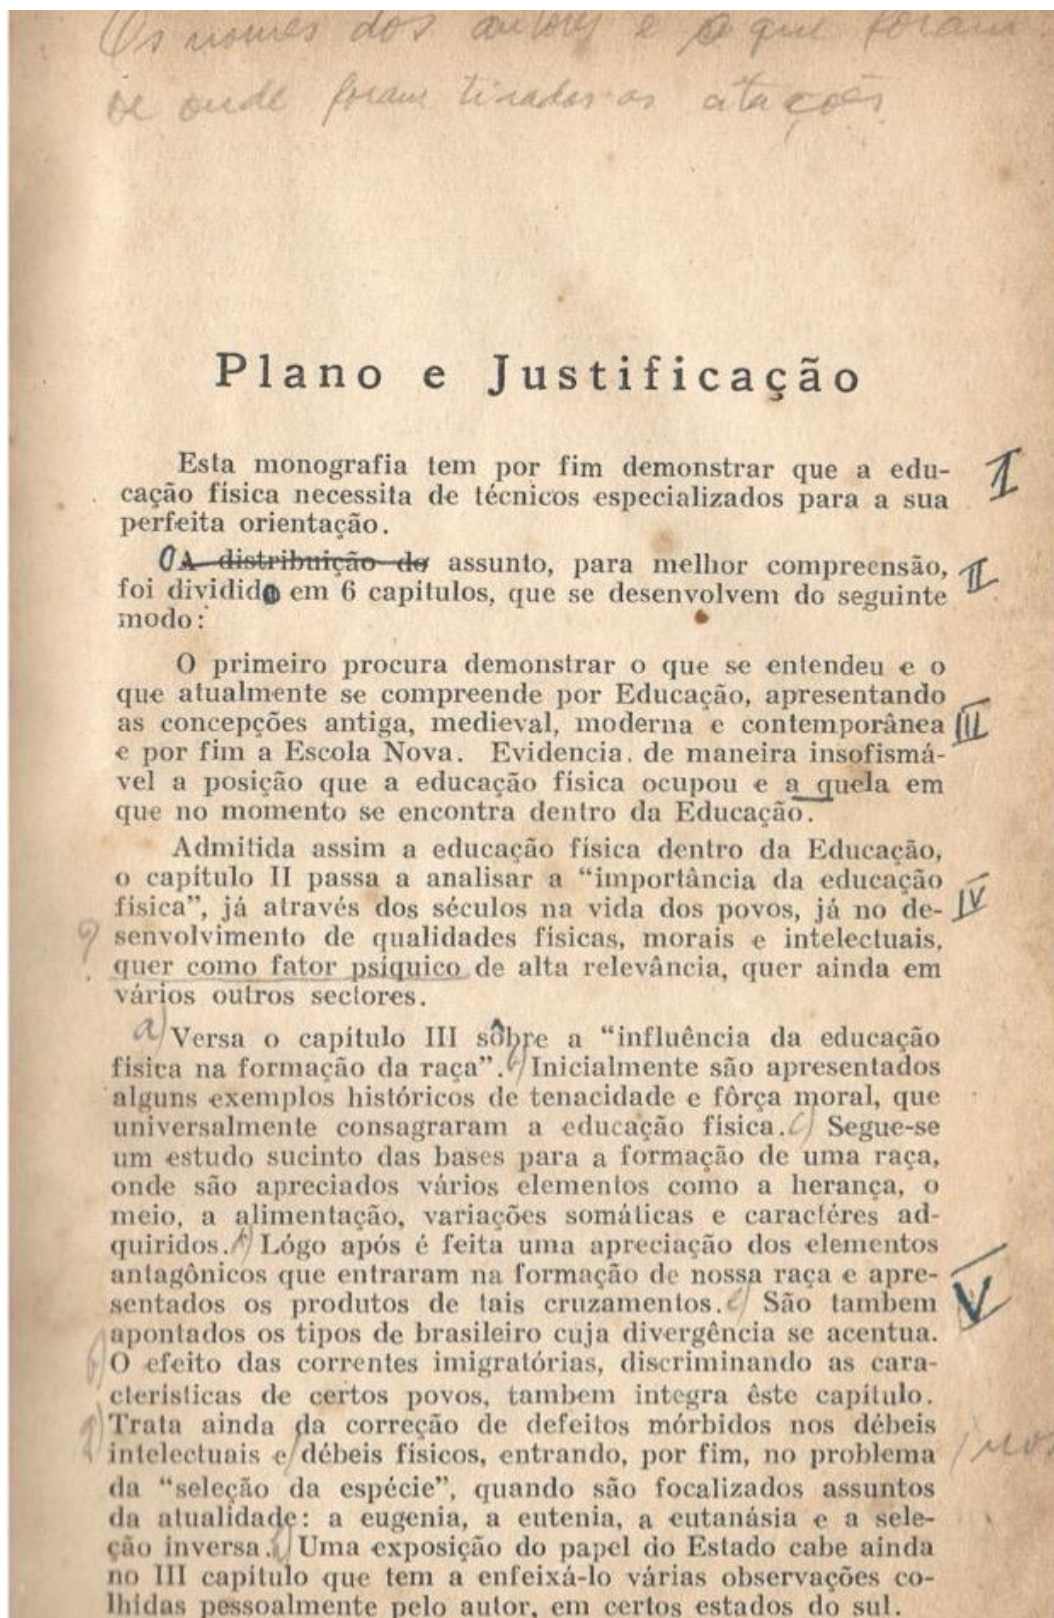 Os nomes dos autores e o que foram
de onde foram tirados as citações
Plano e Justificação
Esta monografia tem por fim demonstrar que a edu-
cação física necessita de técnicos especializados para a sua
perfeita orientação.
I
O A distribuição do assunto, para melhor compreensão,
foi dividido em 6 capitulos, que se desenvolvem do seguinte
modo:
II
O primeiro procura demonstrar o que se entendeu e o
que atualmente se compreende por Educação, apresentando
as concepções antiga, medieval, moderna e contemporânea
e por fim a Escola Nova. Evidencia. de maneira insofismá-
vel a posição que a educação física ocupou e a quela em
que no momento se encontra dentro da Educação.
III
Admitida assim a educação física dentro da Educação,
o capítulo II passa a analisar a “importância da educação
física”, já através dos séculos na vida dos povos, já no de-
senvolvimento de qualidades físicas, morais e intelectuais,
quer como fator psíquico de alta relevância, quer ainda em
vários outros sectores.
IV
?
a) Versa o capítulo III sôbre a “influência da educação
física na formação da raça”. b) Inicialmente são apresentados
alguns exemplos históricos de tenacidade e fôrça moral, que
universalmente consagraram a educação física. c) Segue-se
um estudo sucinto das bases para a formação de uma raça,
onde são apreciados vários elementos como a herança, o
meio, a alimentação, variações somáticas e caractéres ad-
quiridos. Lógo após é feita uma apreciação dos elementos
antagônicos que entraram na formação de nossa raça e apre-
sentados os produtos de tais cruzamentos. e) São tambem
apontados os tipos de brasileiro cuja divergência se acentua.
O efeito das correntes imigratórias, discriminando as cara-
cterísticas de certos povos, tambem integra êste capítulo.
Trata ainda da correção de defeitos mórbidos nos débeis
intelectuais e/ débeis físicos, entrando, por fim, no problema
da “seleção da espécie”, quando são focalizados assuntos
da atualidade: a eugenia, a eutenia, a eutanásia e a sele-
ção inversa. Uma exposição do papel do Estado cabe ainda
no III capítulo que tem a enfeixá-lo várias observações co-
lhidas pessoalmente pelo autor, em certos estados do sul.
V
/ nos